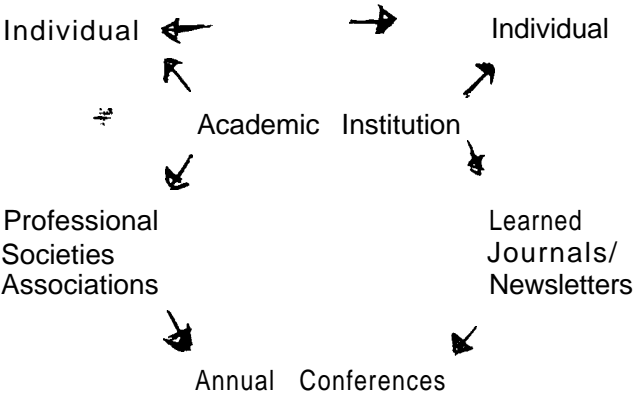 Individual Individual
Academic Institution
Professional Learned
Societies Journals/
Associations Newsletters
Annual Conferences